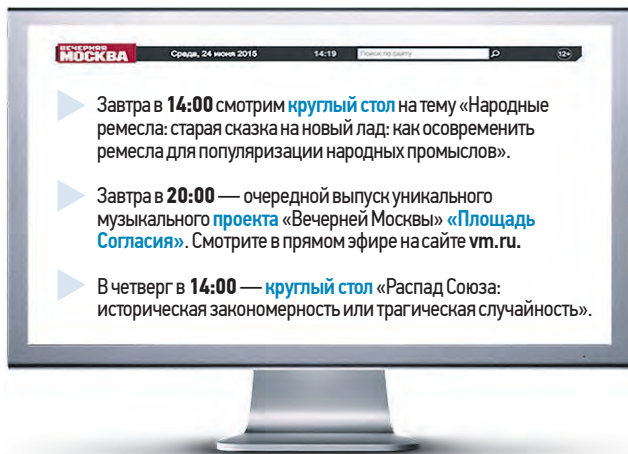 ВЕЧЕРНЯЯ
МОСКВА Среда, 24 июня 2015 14:19 Поиск по сайту 12+
Завтра в 14:00 смотрим круглый стол на тему «Народные
ремесла: старая сказка на новый лад: как осовременить
ремесла для популяризации народных промыслов».
Завтра в 20:00 — очередной выпуск уникального
музыкального проекта «Вечерней Москвы» «Площадь
Согласия». Смотрите в прямом эфире на сайте vm.ru.
В четверг в 14:00 — круглый стол «Распад Союза:
историческая закономерность или трагическая случайность».